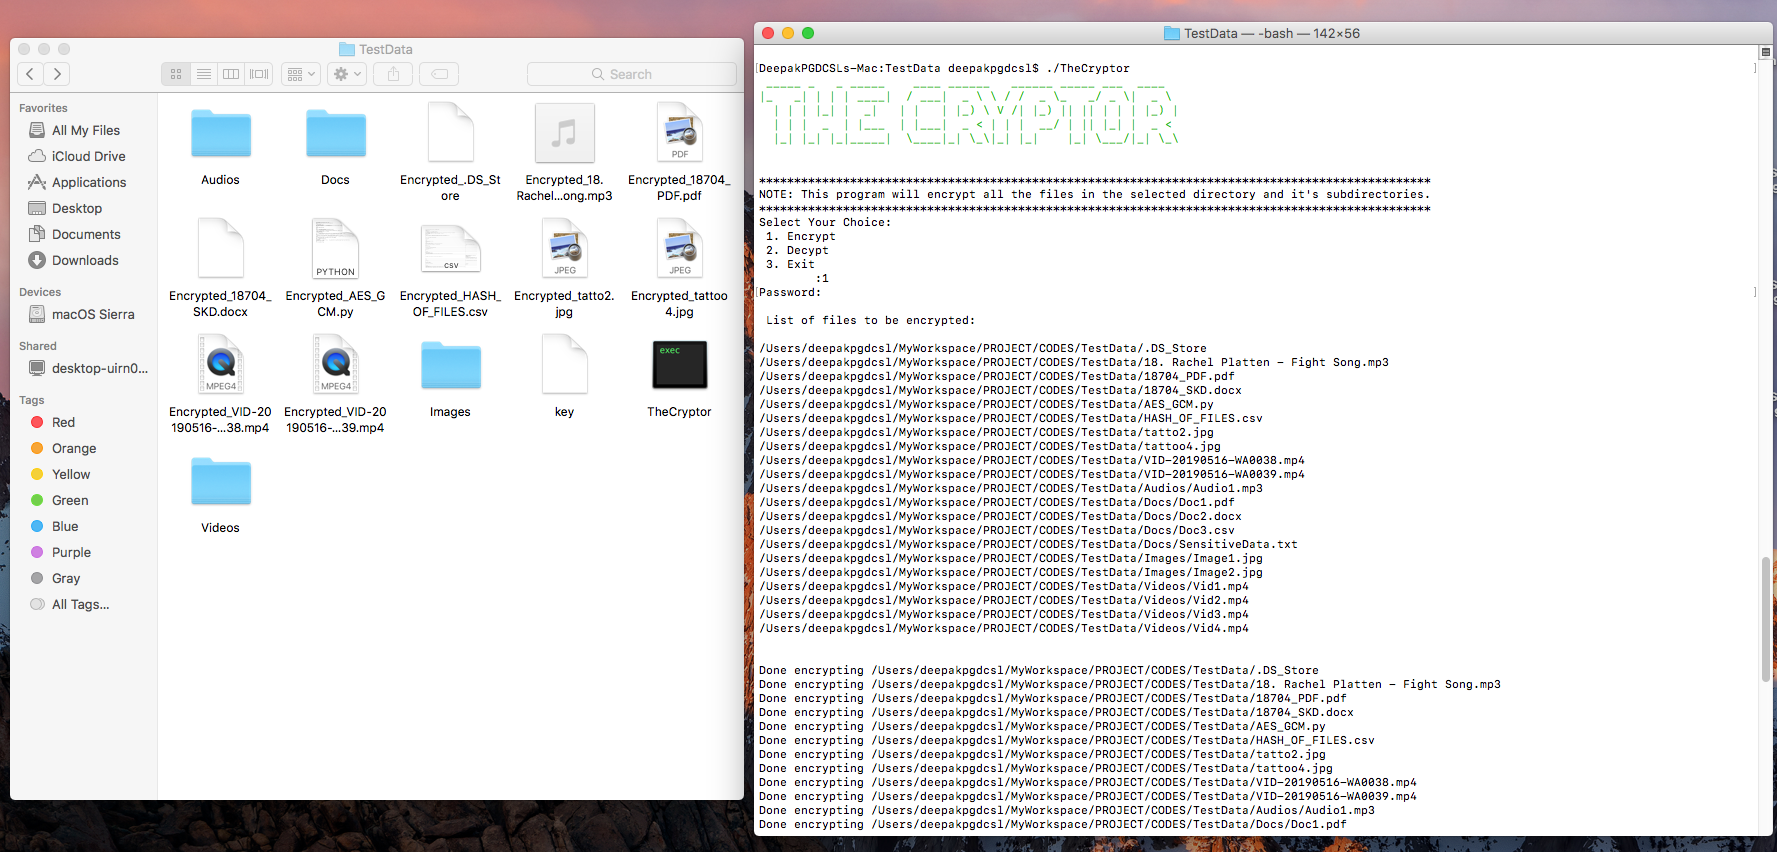 TestData
Search
Favorites
All My Files
iCloud Drive
Applications
Desktop
Documents
Downloads
Devices
macOS Sierra
Shared
desktop-uirn0...
Tags
Red
Orange
Yellow
Green
Blue
Purple
Gray
All Tags...
Audios
Docs
Encrypted_.DS_St
ore
Encrypted_18.
Rachel...ong.mp3
PDF
Encrypted_18704_
PDF.pdf
Encrypted_18704_
SKD.docx
PYTHON
Encrypted_AES_G
CM.py
CSV
Encrypted_HASH_
OF_FILES.csv
JPEG
Encrypted_tatto2.
jpg
JPEG
Encrypted_tattoo
4.jpg
MPEG4
Encrypted_VID-20
190516-...38.mp4
MPEG4
Encrypted_VID-20
190516-...39.mp4
Images
key
exec
TheCryptor
Videos
TestData — -bash — 142×56
[DeepakPGDCSLs-Mac:TestData deepakpgdcsl$ ./TheCryptor ]
THE CRYPTOR
************************************************************************************************
NOTE: This program will encrypt all the files in the selected directory and it's subdirectories.
************************************************************************************************
Select Your Choice:
1. Encrypt
2. Decypt
3. Exit
:1
[Password: ]
List of files to be encrypted:
/Users/deepakpgdcsl/MyWorkspace/PROJECT/CODES/TestData/.DS_Store
/Users/deepakpgdcsl/MyWorkspace/PROJECT/CODES/TestData/18. Rachel Platten - Fight Song.mp3
/Users/deepakpgdcsl/MyWorkspace/PROJECT/CODES/TestData/18704_PDF.pdf
/Users/deepakpgdcsl/MyWorkspace/PROJECT/CODES/TestData/18704_SKD.docx
/Users/deepakpgdcsl/MyWorkspace/PROJECT/CODES/TestData/AES_GCM.py
/Users/deepakpgdcsl/MyWorkspace/PROJECT/CODES/TestData/HASH_OF_FILES.csv
/Users/deepakpgdcsl/MyWorkspace/PROJECT/CODES/TestData/tatto2.jpg
/Users/deepakpgdcsl/MyWorkspace/PROJECT/CODES/TestData/tattoo4.jpg
/Users/deepakpgdcsl/MyWorkspace/PROJECT/CODES/TestData/VID-20190516-WA0038.mp4
/Users/deepakpgdcsl/MyWorkspace/PROJECT/CODES/TestData/VID-20190516-WA0039.mp4
/Users/deepakpgdcsl/MyWorkspace/PROJECT/CODES/TestData/Audios/Audio1.mp3
/Users/deepakpgdcsl/MyWorkspace/PROJECT/CODES/TestData/Docs/Doc1.pdf
/Users/deepakpgdcsl/MyWorkspace/PROJECT/CODES/TestData/Docs/Doc2.docx
/Users/deepakpgdcsl/MyWorkspace/PROJECT/CODES/TestData/Docs/Doc3.csv
/Users/deepakpgdcsl/MyWorkspace/PROJECT/CODES/TestData/Docs/SensitiveData.txt
/Users/deepakpgdcsl/MyWorkspace/PROJECT/CODES/TestData/Images/Image1.jpg
/Users/deepakpgdcsl/MyWorkspace/PROJECT/CODES/TestData/Images/Image2.jpg
/Users/deepakpgdcsl/MyWorkspace/PROJECT/CODES/TestData/Videos/Vid1.mp4
/Users/deepakpgdcsl/MyWorkspace/PROJECT/CODES/TestData/Videos/Vid2.mp4
/Users/deepakpgdcsl/MyWorkspace/PROJECT/CODES/TestData/Videos/Vid3.mp4
/Users/deepakpgdcsl/MyWorkspace/PROJECT/CODES/TestData/Videos/Vid4.mp4
Done encrypting /Users/deepakpgdcsl/MyWorkspace/PROJECT/CODES/TestData/.DS_Store
Done encrypting /Users/deepakpgdcsl/MyWorkspace/PROJECT/CODES/TestData/18. Rachel Platten - Fight Song.mp3
Done encrypting /Users/deepakpgdcsl/MyWorkspace/PROJECT/CODES/TestData/18704_PDF.pdf
Done encrypting /Users/deepakpgdcsl/MyWorkspace/PROJECT/CODES/TestData/18704_SKD.docx
Done encrypting /Users/deepakpgdcsl/MyWorkspace/PROJECT/CODES/TestData/AES_GCM.py
Done encrypting /Users/deepakpgdcsl/MyWorkspace/PROJECT/CODES/TestData/HASH_OF_FILES.csv
Done encrypting /Users/deepakpgdcsl/MyWorkspace/PROJECT/CODES/TestData/tatto2.jpg
Done encrypting /Users/deepakpgdcsl/MyWorkspace/PROJECT/CODES/TestData/tattoo4.jpg
Done encrypting /Users/deepakpgdcsl/MyWorkspace/PROJECT/CODES/TestData/VID-20190516-WA0038.mp4
Done encrypting /Users/deepakpgdcsl/MyWorkspace/PROJECT/CODES/TestData/VID-20190516-WA0039.mp4
Done encrypting /Users/deepakpgdcsl/MyWorkspace/PROJECT/CODES/TestData/Audios/Audio1.mp3
Done encrypting /Users/deepakpgdcsl/MyWorkspace/PROJECT/CODES/TestData/Docs/Doc1.pdf